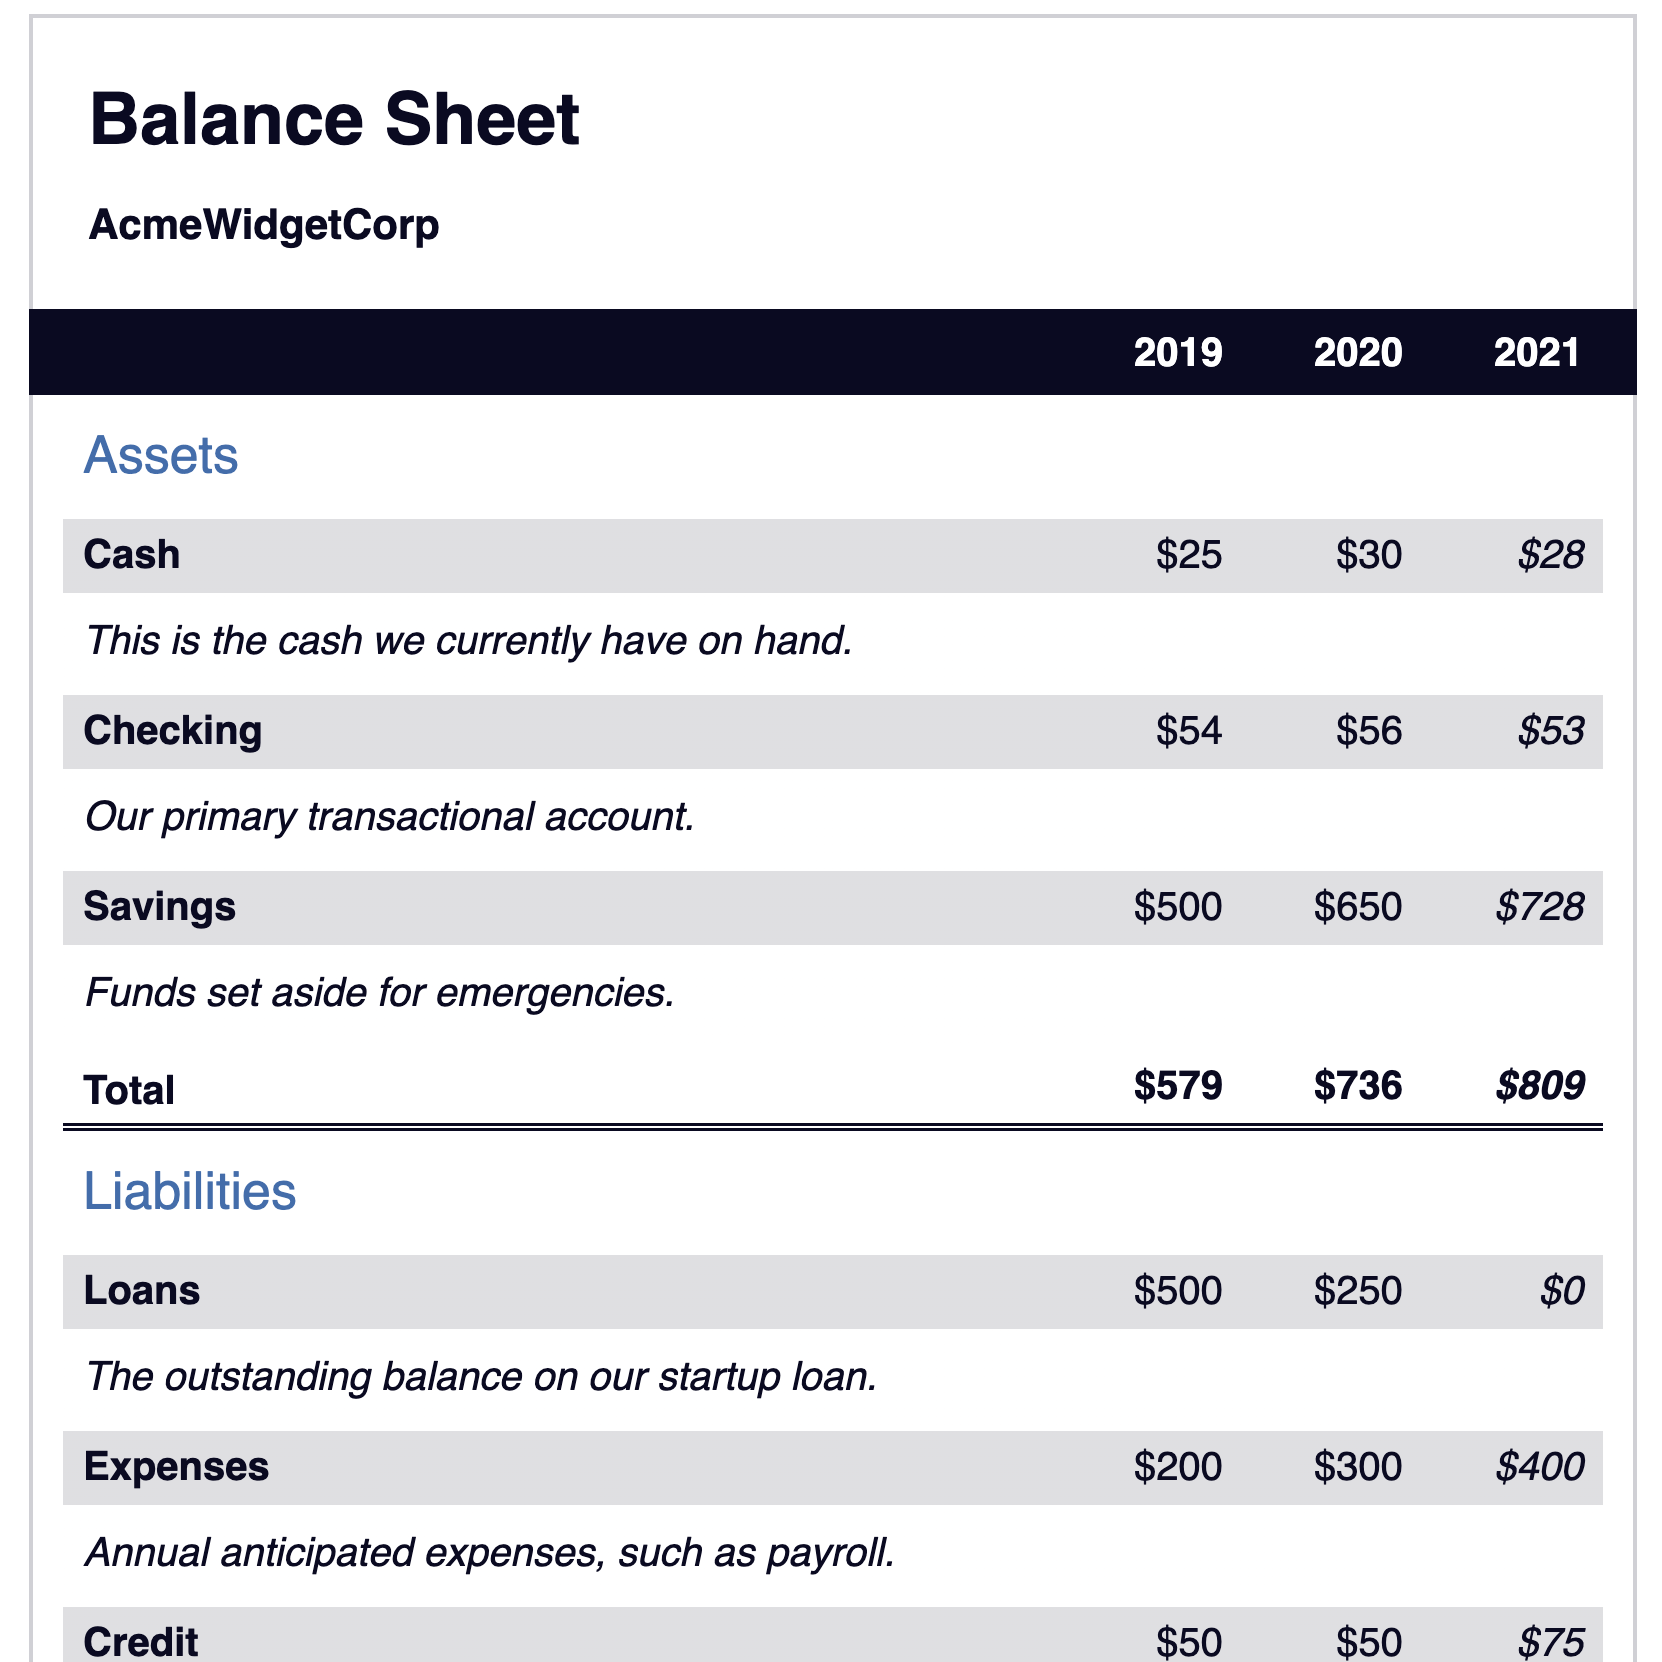 Balance Sheet
AcmeWidgetCorp
2019 2020 2021
Assets
Cash $25 $30 $28
This is the cash we currently have on hand.
Checking $54 $56 $53
Our primary transactional account.
Savings $500 $650 $728
Funds set aside for emergencies.
Total $579 $736 $809
Liabilities
Loans $500 $250 $0
The outstanding balance on our startup loan.
Expenses $200 $300 $400
Annual anticipated expenses, such as payroll.
Credit $50 $50 $75